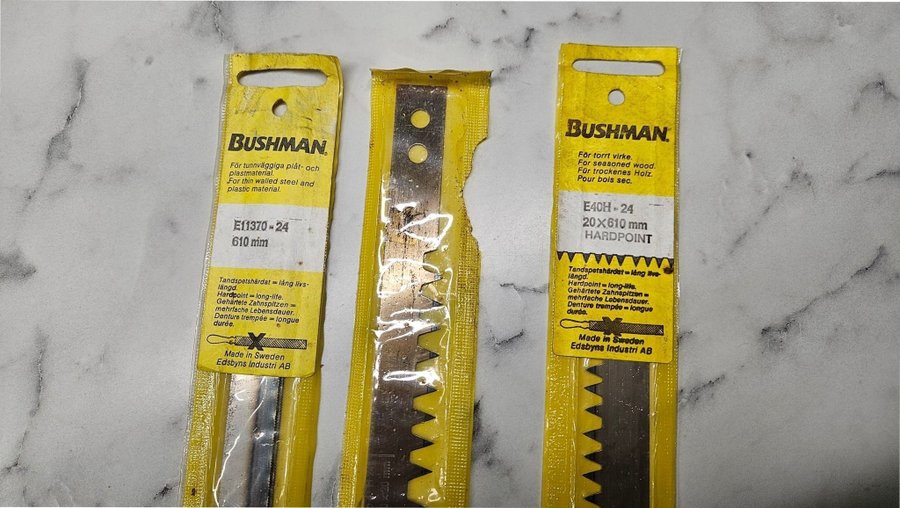 BUSHMAN®
För tunnväggiga plåt- och
plastmaterial.
For thin walled steel and
plastic material.
E11370-24
610 mm
Tandspetshärdat = lång livs-
längd.
Hardpoint = long-life.
Gehärtete Zahnspitzen =
mehrfache Lebensdauer.
Denture trempée = longue
durée.
Made in Sweden
Edsbyns Industri AB
BUSHMAN®
För torrt virke.
For seasoned wood.
Für trockenes Holz.
Pour bois sec.
E40H-24
20X610 mm
HARDPOINT
Tandspetshärdat = lång livs-
längd.
Hardpoint = long-life.
Gehärtete Zahnspitzen =
mehrfache Lebensdauer.
Denture trempée = longue
durée.
Made in Sweden
Edsbyns Industri AB